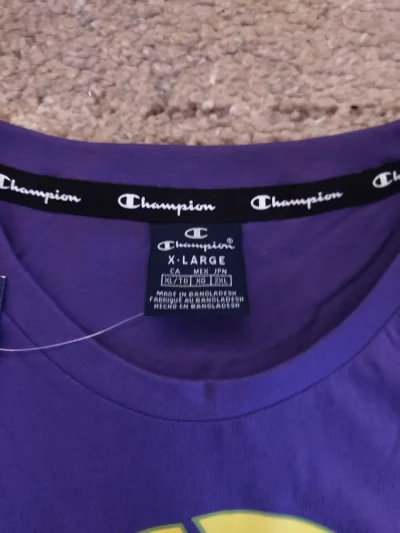 Champion Champion Champion
Champion®
X-LARGE
CA MEX JPN
XL/TG XG 2XL
MADE IN BANGLADESH
FABRIQUÉ AU BANGLADESH
HECHO EN BANGLADESH